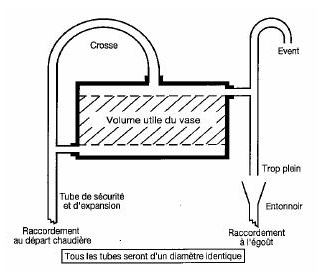 Crosse
Event
Volume utile du vase
Trop plein
Tube de sécurité
et d'expansion
Entonnoir
Raccordement
au départ chaudière
Raccordement
à l'égoût
Tous les tubes seront d'un diamètre identique